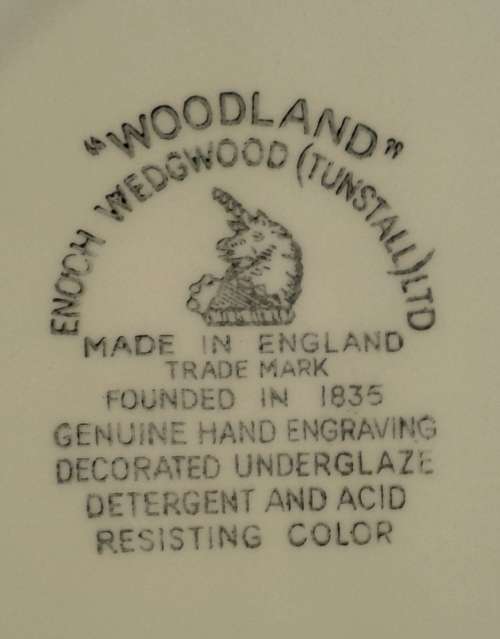 "WOODLAND"
ENOCH WEDGWOOD (TUNSTALL) LTD
MADE IN ENGLAND
TRADE MARK
FOUNDED IN 1835
GENUINE HAND ENGRAVING
DECORATED UNDERGLAZE
DETERGENT AND ACID
RESISTING COLOR